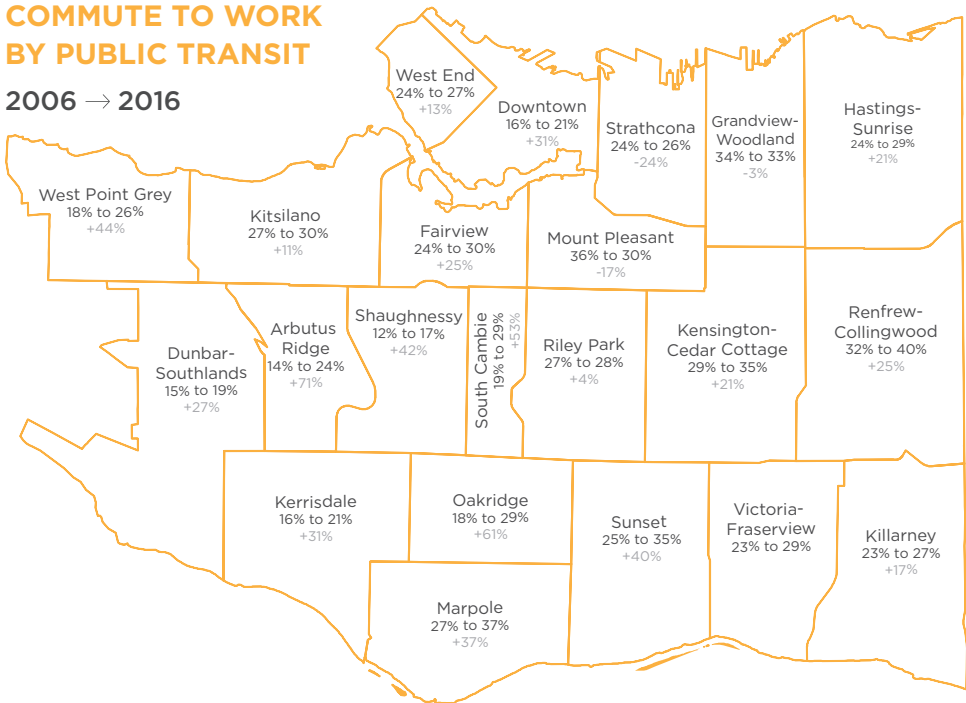 COMMUTE TO WORK
BY PUBLIC TRANSIT
2006 → 2016
West End
24% to 27%
+13%
Downtown
16% to 21%
+31%
Strathcona
24% to 26%
-24%
Grandview-
Woodland
34% to 33%
-3%
Hastings-
Sunrise
24% to 29%
+21%
West Point Grey
18% to 26%
+44%
Kitsilano
27% to 30%
+11%
Fairview
24% to 30%
+25%
Mount Pleasant
36% to 30%
-17%
Dunbar-
Southlands
15% to 19%
+27%
Arbutus
Ridge
14% to 24%
+71%
Shaughnessy
12% to 17%
+42%
South Cambie
19% to 29%
+53%
Riley Park
27% to 28%
+4%
Kensington-
Cedar Cottage
29% to 35%
+21%
Renfrew-
Collingwood
32% to 40%
+25%
Kerrisdale
16% to 21%
+31%
Oakridge
18% to 29%
+61%
Sunset
25% to 35%
+40%
Victoria-
Fraserview
23% to 29%
Killarney
23% to 27%
+17%
Marpole
27% to 37%
+37%